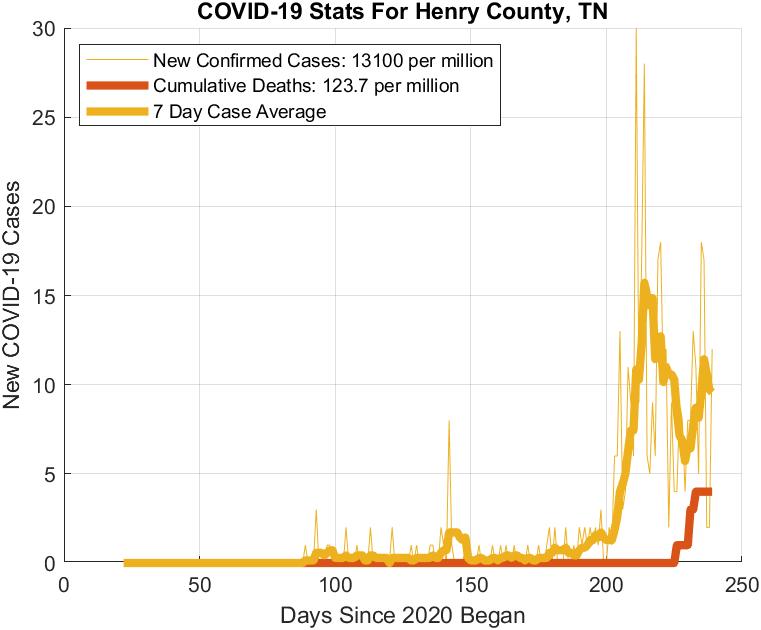 COVID-19 Stats For Henry County, TN
30
25
20
15
10
5
0
New Confirmed Cases: 13100 per million
Cumulative Deaths: 123.7 per million
7 Day Case Average
New COVID-19 Cases
0 50 100 150 200 250
Days Since 2020 Began